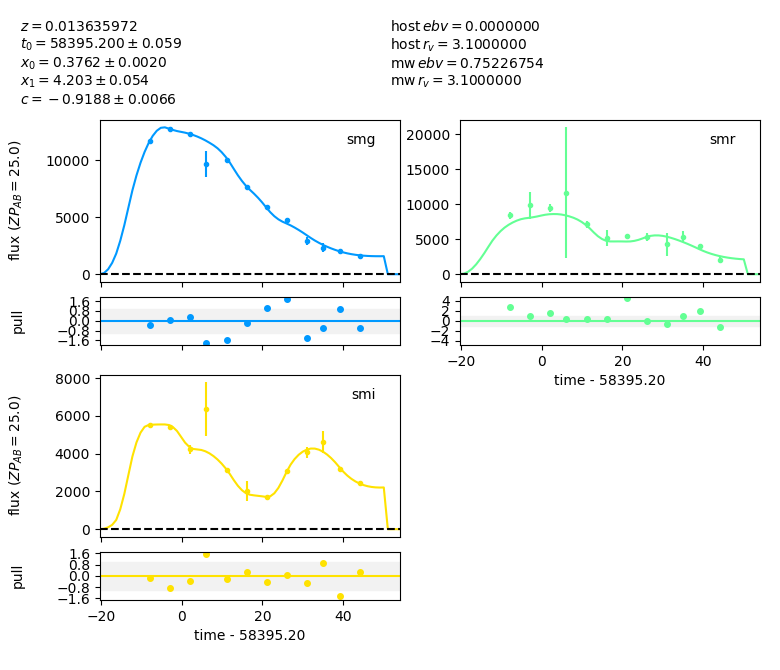 z = 0.013635972
t0 = 58395.200 ± 0.059
x0 = 0.3762 ± 0.0020
x1 = 4.203 ± 0.054
c = −0.9188 ± 0.0066
host ebv = 0.0000000
host rv = 3.1000000
mw ebv = 0.75226754
mw rv = 3.1000000
smg
flux (ZPAB = 25.0)
10000
5000
0
pull
1.6
0.8
0.0
−0.8
−1.6
smr
20000
15000
10000
5000
0
4
2
0
−2
−4
−20
0
20
40
time - 58395.20
smi
flux (ZPAB = 25.0)
8000
6000
4000
2000
0
pull
1.6
0.8
0.0
−0.8
−1.6
−20
0
20
40
time - 58395.20